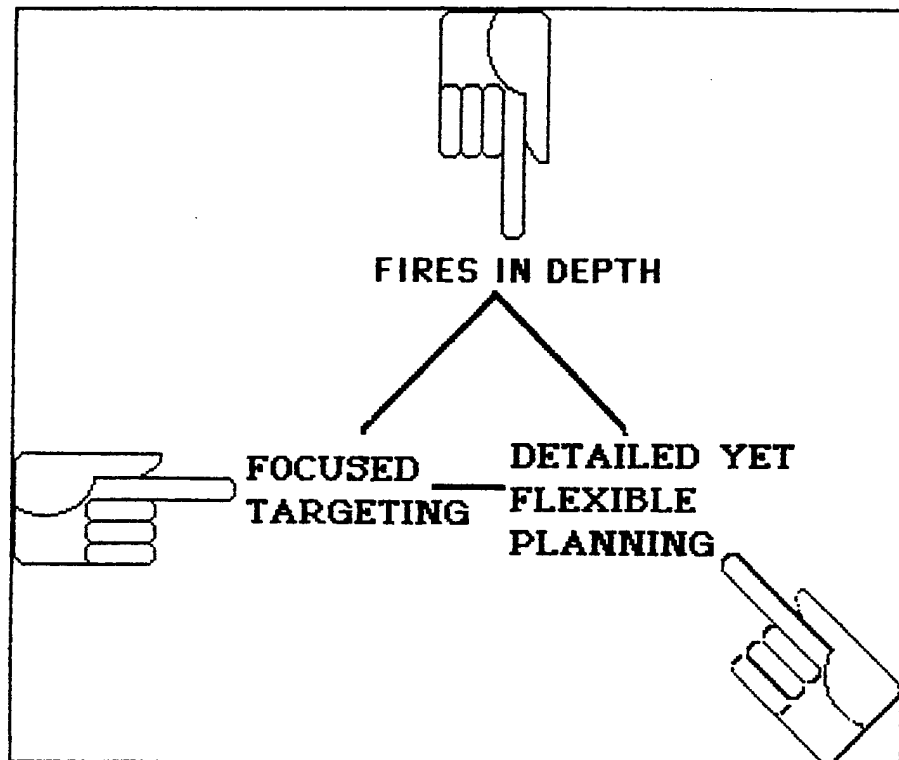 FIRES IN DEPTH
FOCUSED
TARGETING
DETAILED YET
FLEXIBLE
PLANNING